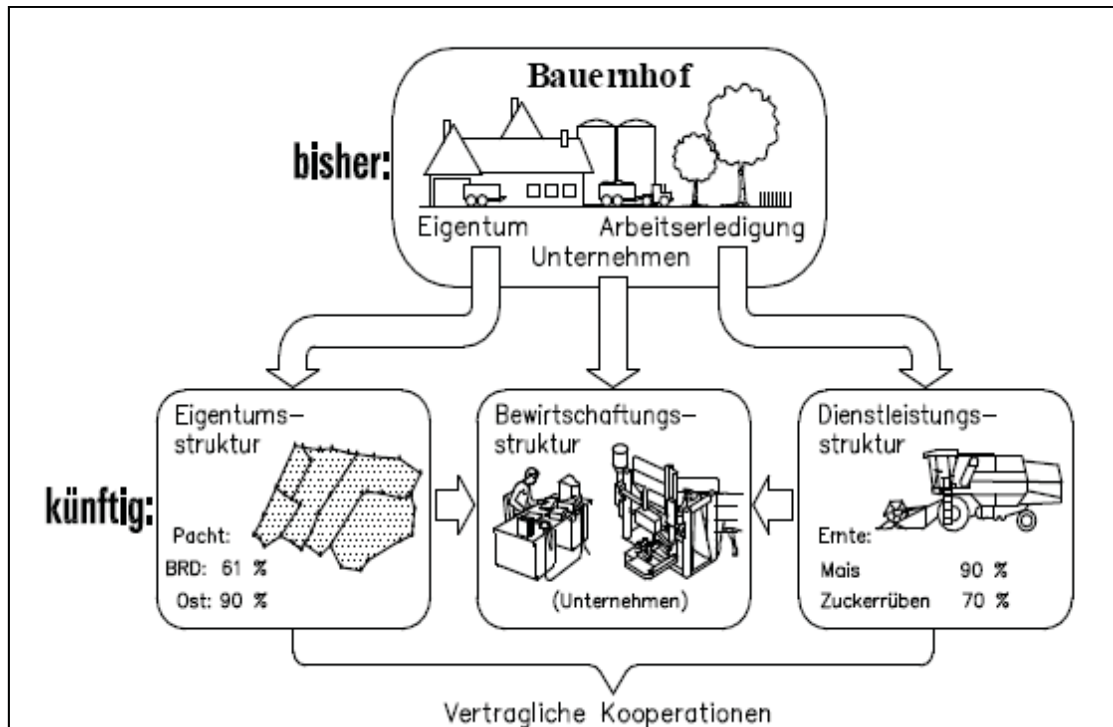 Bauernhof
bisher:
Eigentum Arbeitserledigung
Unternehmen
künftig:
Eigentums-
struktur
Pacht:
BRD: 61 %
Ost: 90 %
Bewirtschaftungs-
struktur
(Unternehmen)
Dienstleistungs-
struktur
Ernte:
Mais 90 %
Zuckerrüben 70 %
Vertragliche Kooperationen